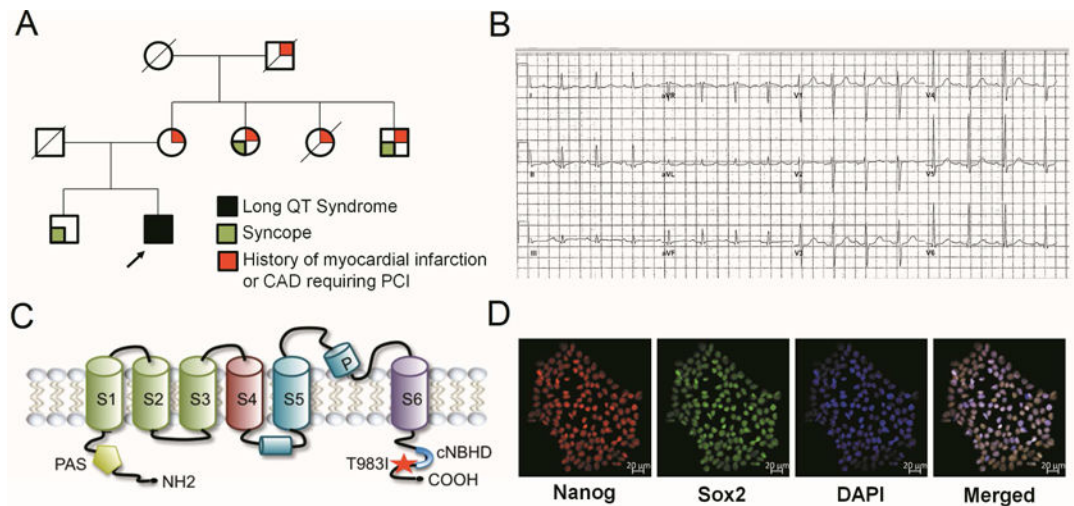 A
Long QT Syndrome
Syncope
History of myocardial infarction
or CAD requiring PCI
B
I
aVR
V1
V4
II
aVL
V2
V5
III
aVF
V3
V6
C
S1
S2
S3
S4
S5
P
S6
PAS
NH2
T983I
cNBHD
COOH
D
20 µm
20 µm
20 µm
20 µm
Nanog
Sox2
DAPI
Merged